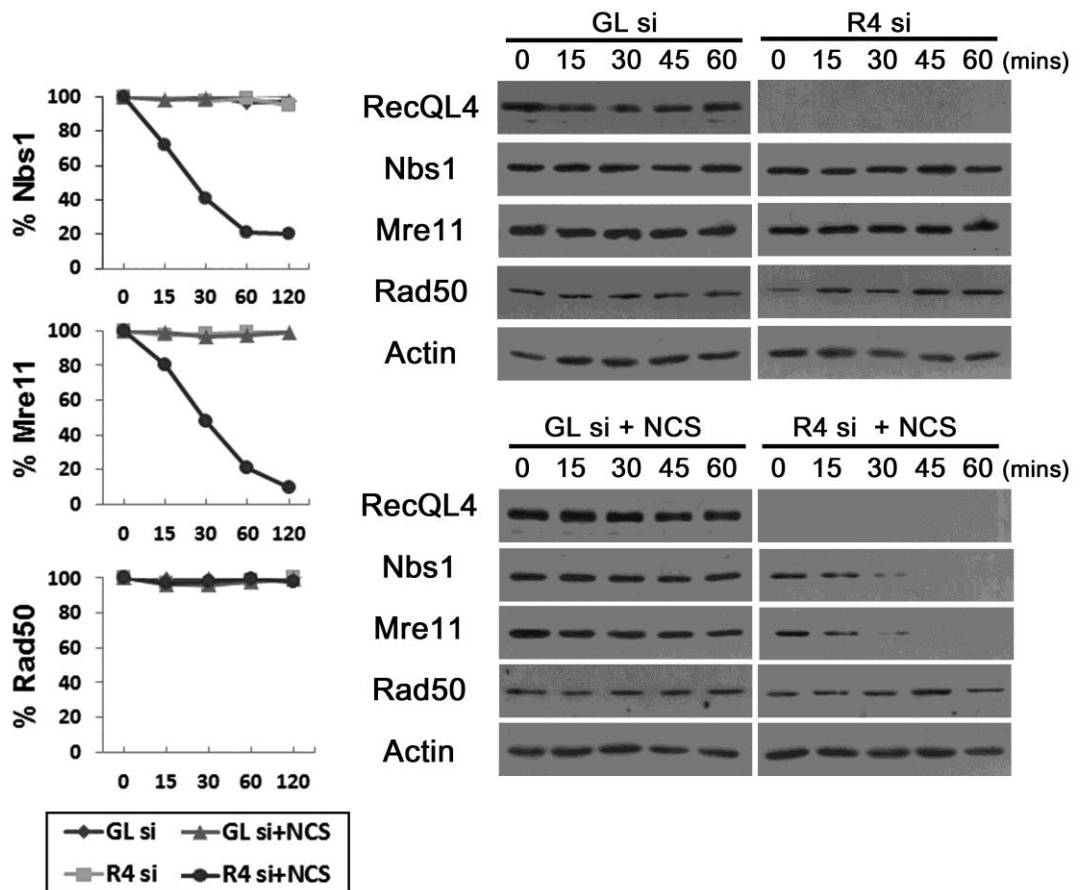 % Nbs1
100
80
60
40
20
0
0 15 30 60 120
% Mre11
100
80
60
40
20
0
0 15 30 60 120
% Rad50
100
80
60
40
20
0
0 15 30 60 120
GL si GL si+NCS
R4 si R4 si+NCS
GL si R4 si
0 15 30 45 60 0 15 30 45 60 (mins)
RecQL4
Nbs1
Mre11
Rad50
Actin
GL si + NCS R4 si + NCS
0 15 30 45 60 0 15 30 45 60 (mins)
RecQL4
Nbs1
Mre11
Rad50
Actin